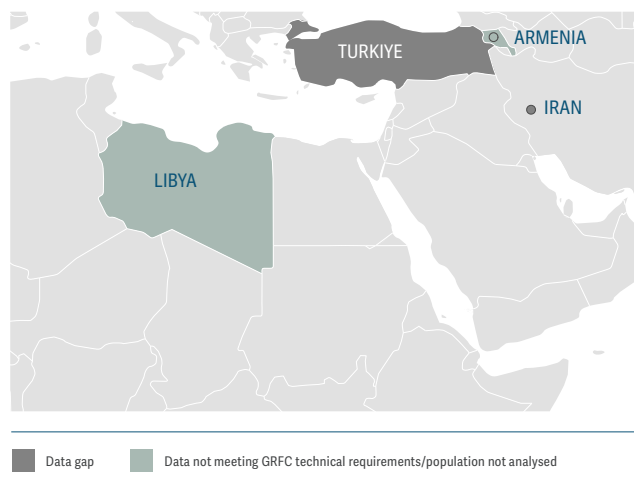 TURKIYE
ARMENIA
IRAN
LIBYA
Data gap
Data not meeting GRFC technical requirements/population not analysed